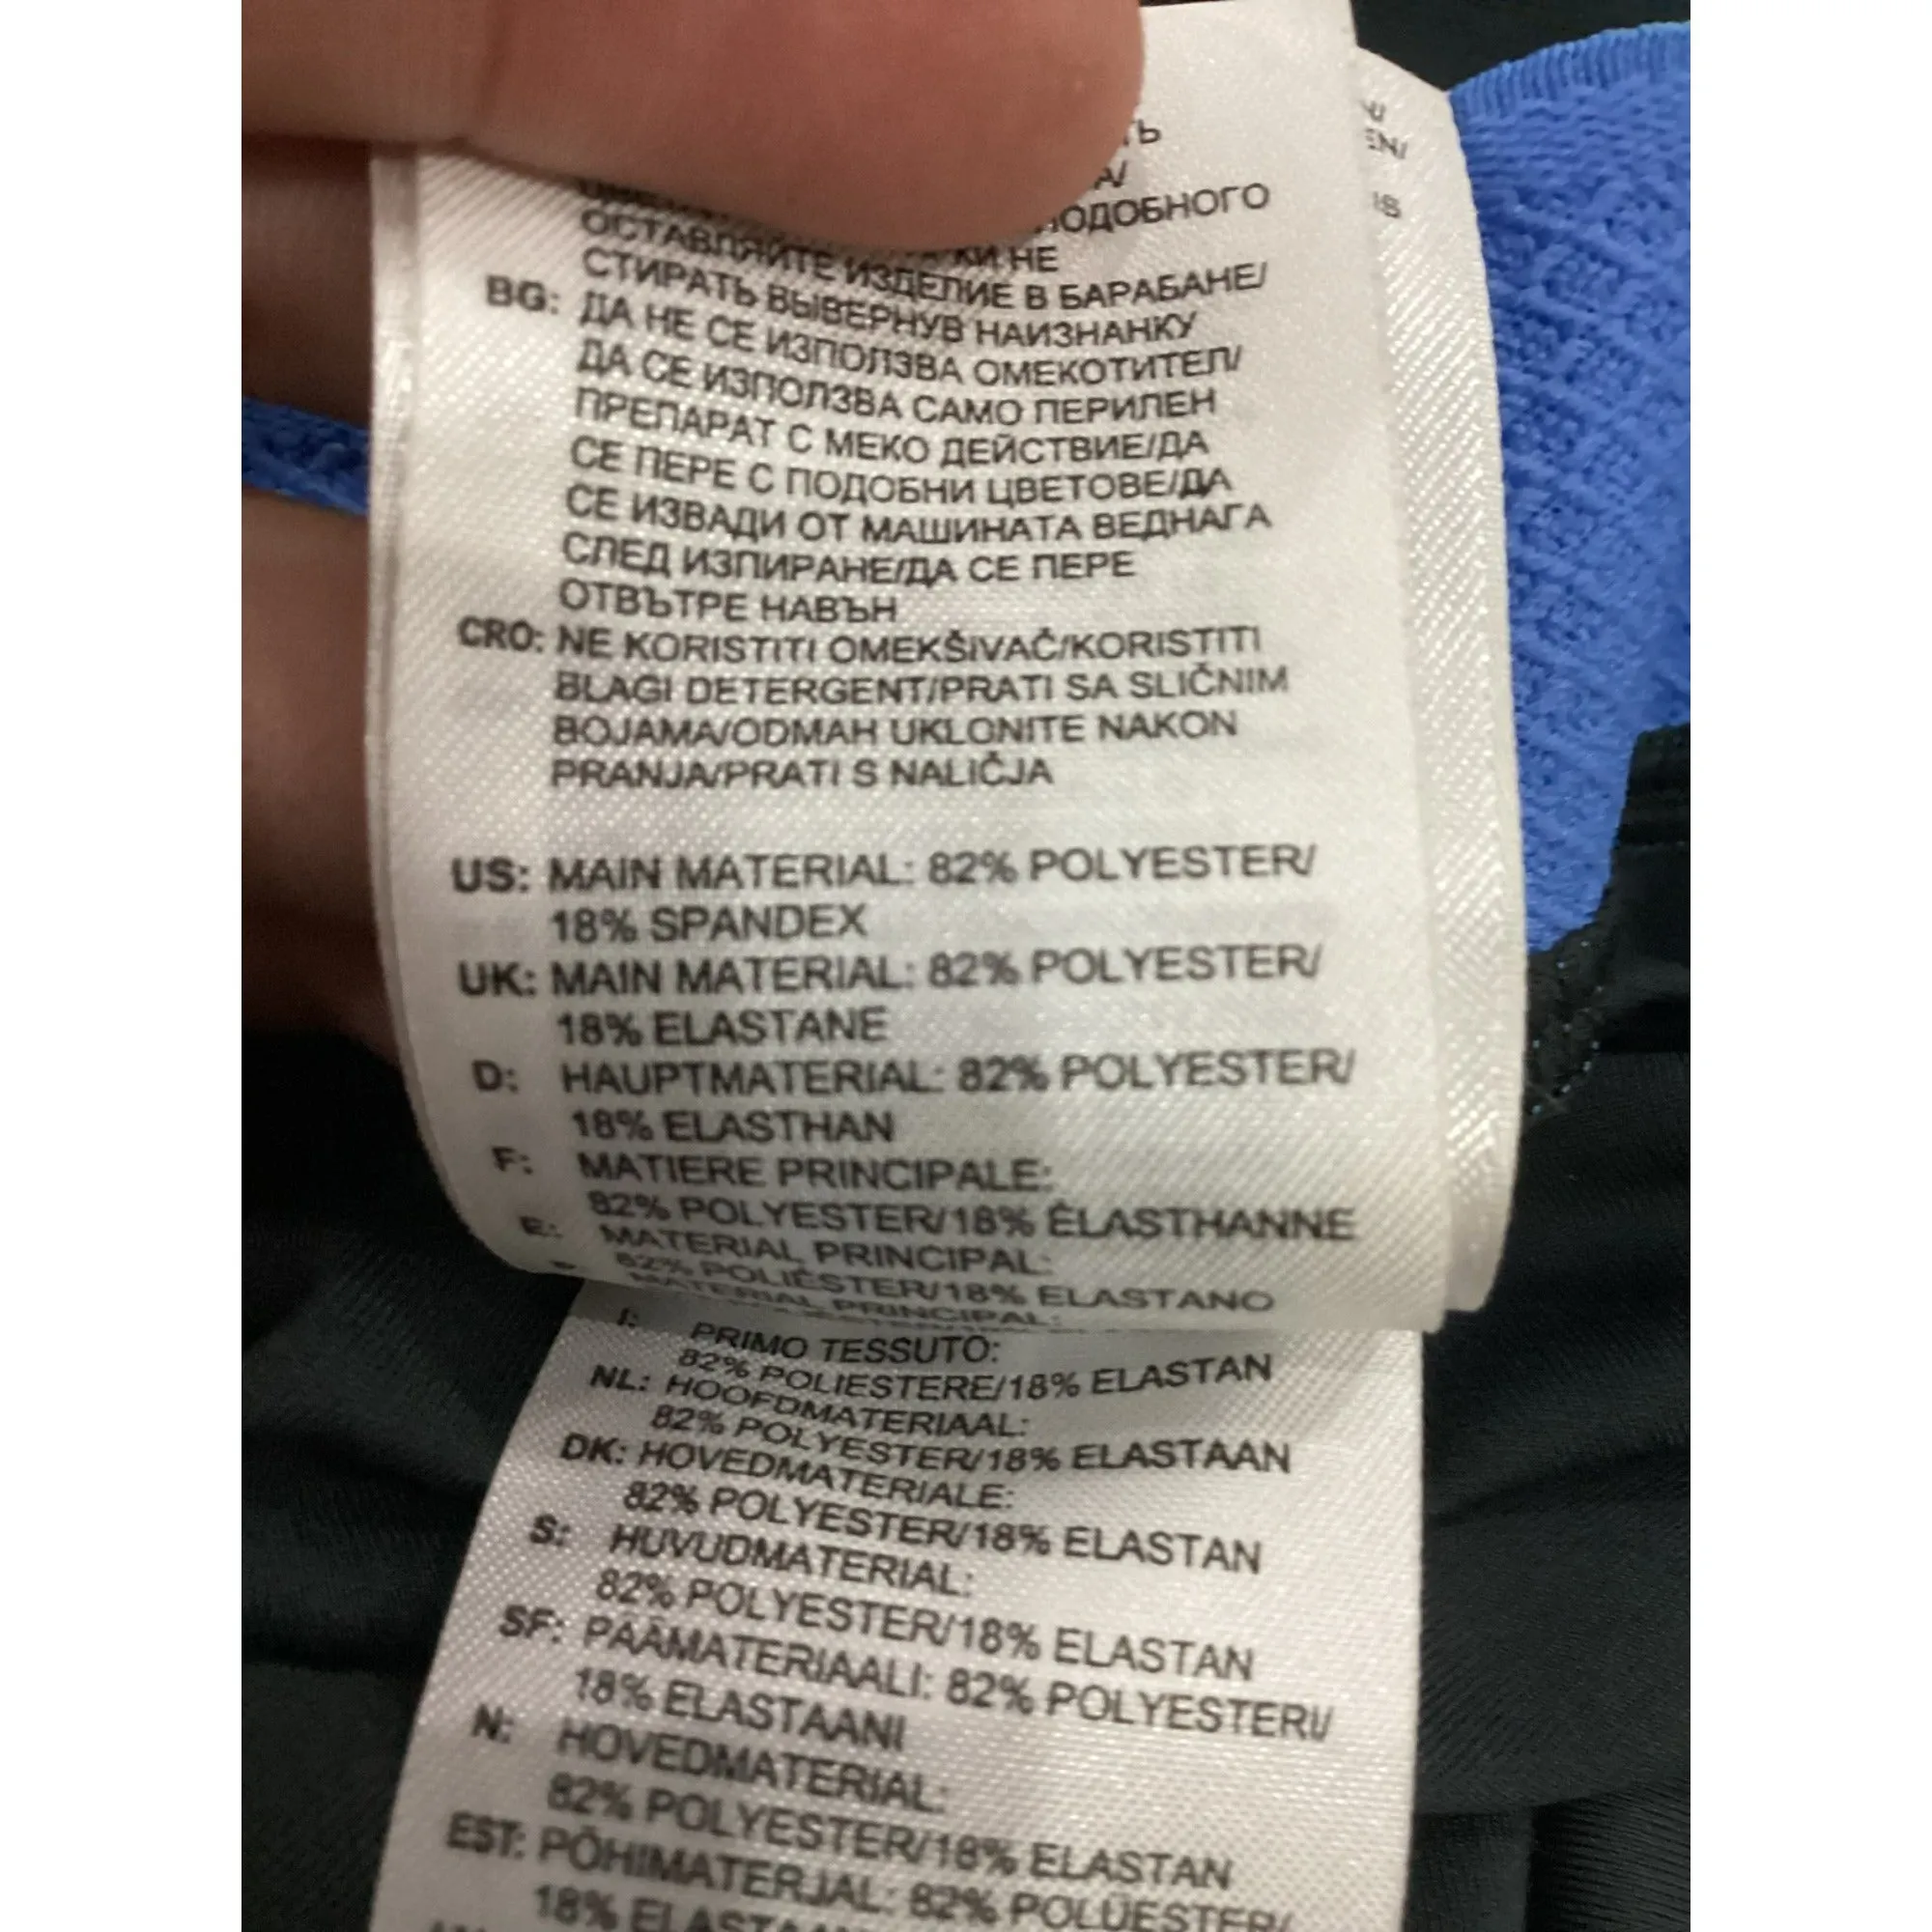 ТЬ
А/
ПОДОБНОГО
КИ НЕ
ОСТАВЛЯЙТЕ ИЗДЕЛИЕ В БАРАБАНЕ/
СТИРАТЬ ВЫВЕРНУВ НАИЗНАНКУ
BG: ДА НЕ СЕ ИЗПОЛЗВА ОМЕКОТИТЕЛ/
ДА СЕ ИЗПОЛЗВА САМО ПЕРИЛЕН
ПРЕПАРАТ С МЕКО ДЕЙСТВИЕ/ДА
СЕ ПЕРЕ С ПОДОБНИ ЦВЕТОВЕ/ДА
СЕ ИЗВАДИ ОТ МАШИНАТА ВЕДНАГА
СЛЕД ИЗПИРАНЕ/ДА СЕ ПЕРЕ
ОТВЪТРЕ НАВЪН
CRO: NE KORISTITI OMEKŠIVAČ/KORISTITI
BLAGI DETERGENT/PRATI SA SLIČNIM
BOJAMA/ODMAH UKLONITE NAKON
PRANJA/PRATI S NALIČJA
US: MAIN MATERIAL: 82% POLYESTER/
18% SPANDEX
UK: MAIN MATERIAL: 82% POLYESTER/
18% ELASTANE
D: HAUPTMATERIAL: 82% POLYESTER/
18% ELASTHAN
F: MATIERE PRINCIPALE:
82% POLYESTER/18% ÉLASTHANNE
E: MATERIAL PRINCIPAL:
82% POLIÉSTER/18% ELASTANO
MATERIAL PRINCIPAL:
I: PRIMO TESSUTO:
82% POLIESTERE/18% ELASTAN
NL: HOOFDMATERIAAL:
82% POLYESTER/18% ELASTAAN
DK: HOVEDMATERIALE:
82% POLYESTER/18% ELASTAN
S: HUVUDMATERIAL:
82% POLYESTER/18% ELASTAN
SF: PÄÄMATERIAALI: 82% POLYESTERI/
18% ELASTAANI
N: HOVEDMATERIAL:
82% POLYESTER/18% ELASTAN
EST: PÕHIMATERJAL: 82% POLÜESTER/
18%
EN/